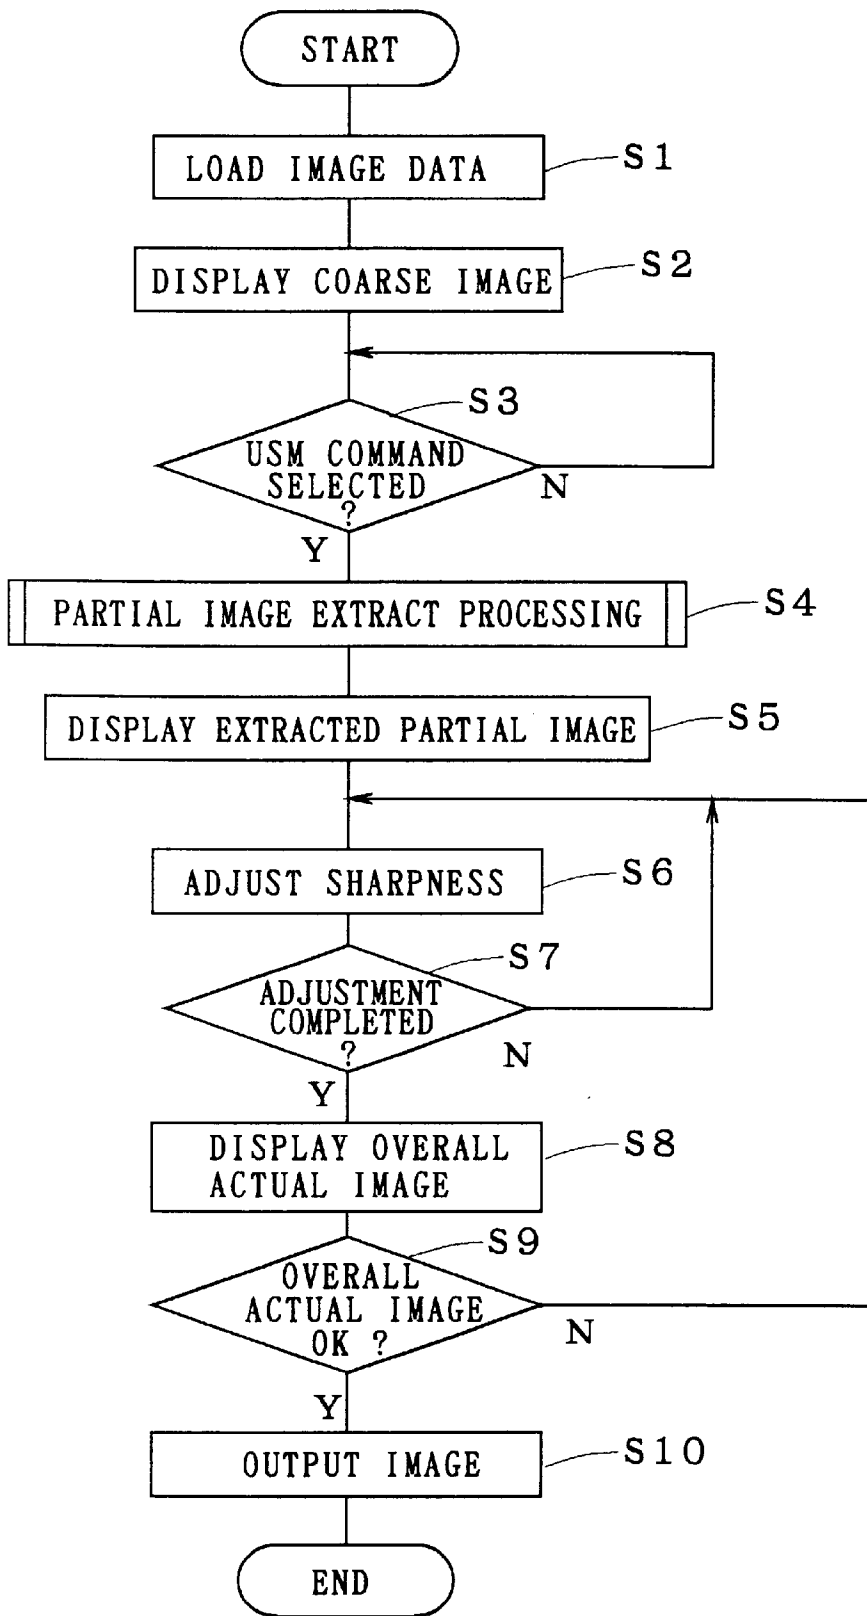 START
LOAD IMAGE DATA
S1
DISPLAY COARSE IMAGE
S2
S3
USM COMMAND
SELECTED
?
N
Y
PARTIAL IMAGE EXTRACT PROCESSING
S4
DISPLAY EXTRACTED PARTIAL IMAGE
S5
ADJUST SHARPNESS
S6
S7
ADJUSTMENT
COMPLETED
?
N
Y
DISPLAY OVERALL
ACTUAL IMAGE
S8
S9
OVERALL
ACTUAL IMAGE
OK ?
N
Y
OUTPUT IMAGE
S10
END